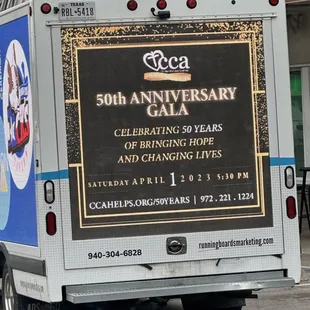 TEXAS
RBL•5418
cca
50th ANNIVERSARY
GALA
CELEBRATING 50 YEARS
OF BRINGING HOPE
AND CHANGING LIVES
SATURDAY APRIL 1 2023 5:30 PM
CCAHELPS.ORG/50YEARS | 972.221.1224
940-304-6828
runningboardsmarketing.com